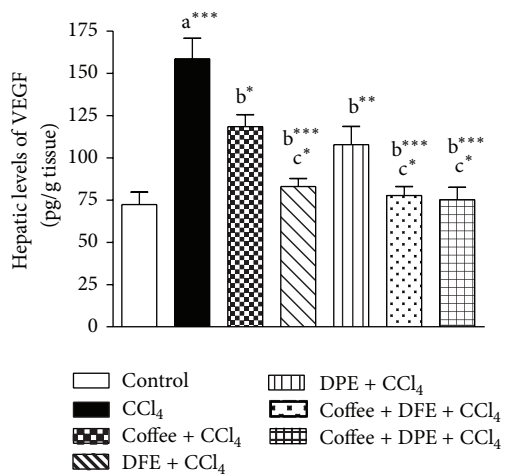 Hepatic levels of VEGF
(pg/g tissue)
175
150
125
100
75
50
25
0
a***
b*
b***
c*
b**
b***
c*
b***
c*
Control
CCl₄
Coffee + CCl₄
DFE + CCl₄
DPE + CCl₄
Coffee + DFE + CCl₄
Coffee + DPE + CCl₄